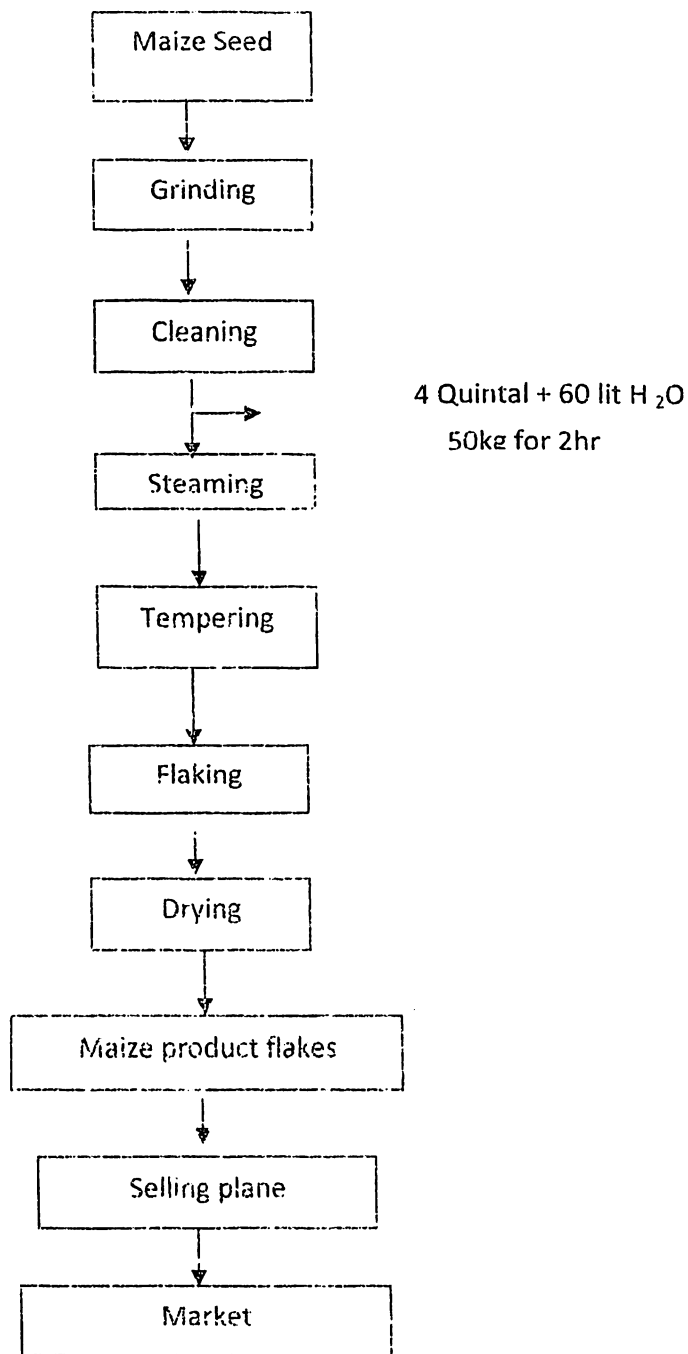 Maize Seed
Grinding
Cleaning
4 Quintal + 60 lit H₂O
50kg for 2hr
Steaming
Tempering
Flaking
Drying
Maize product flakes
Selling plane
Market